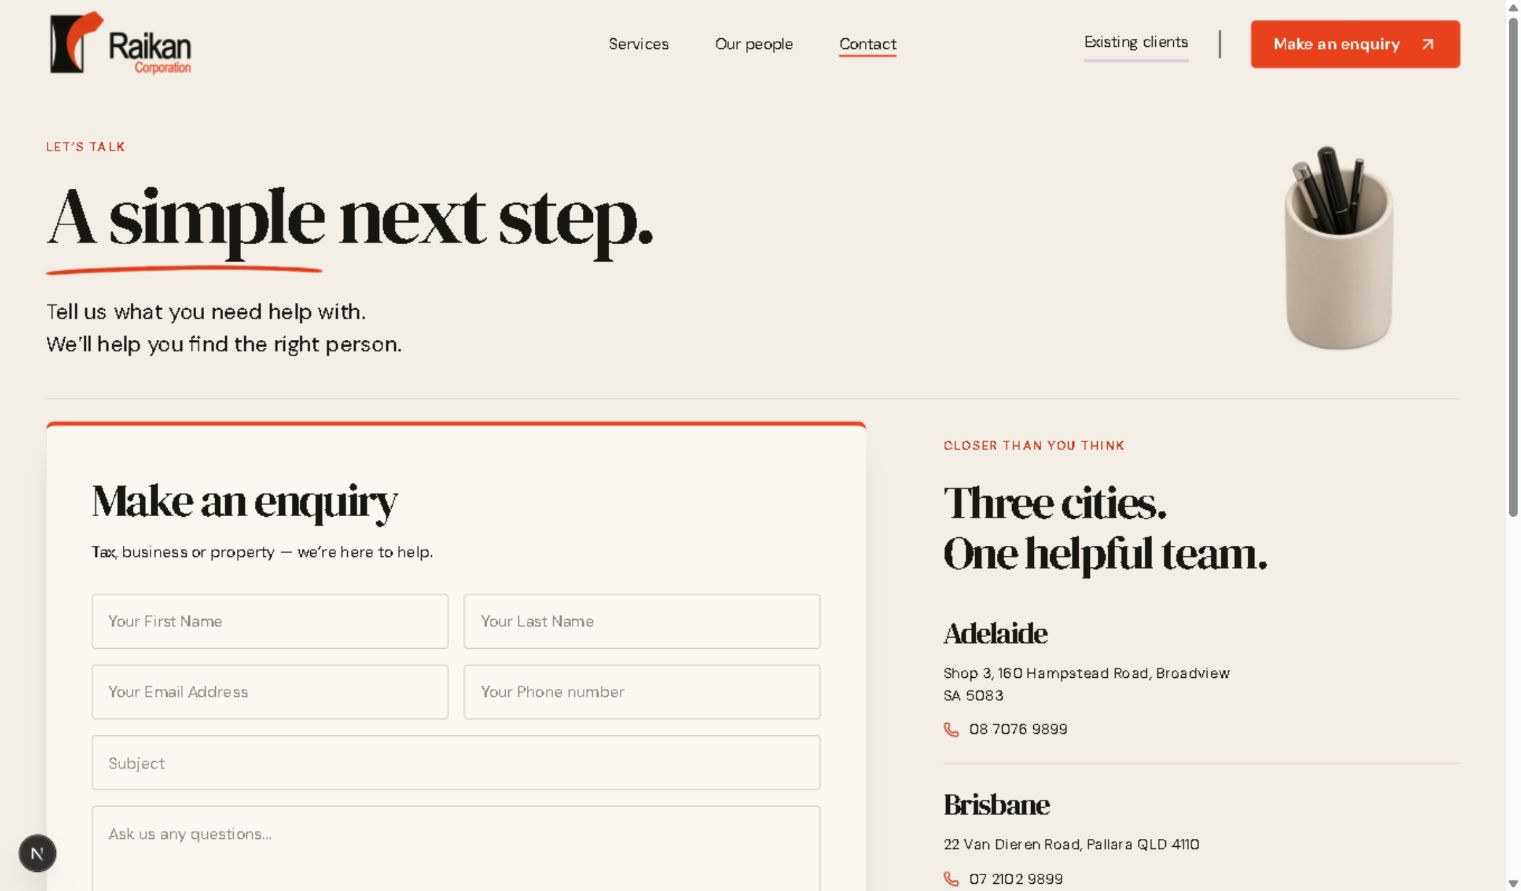 Raikan
Corporation
Services
Our people
Contact
Existing clients
Make an enquiry
LET'S TALK
A simple next step.
Tell us what you need help with.
We'll help you find the right person.
Make an enquiry
Tax, business or property — we're here to help.
Your First Name
Your Last Name
Your Email Address
Your Phone number
Subject
Ask us any questions...
CLOSER THAN YOU THINK
Three cities.
One helpful team.
Adelaide
Shop 3, 160 Hampstead Road, Broadview
SA 5083
08 7076 9899
Brisbane
22 Van Dieren Road, Pallara QLD 4110
07 2102 9899
N